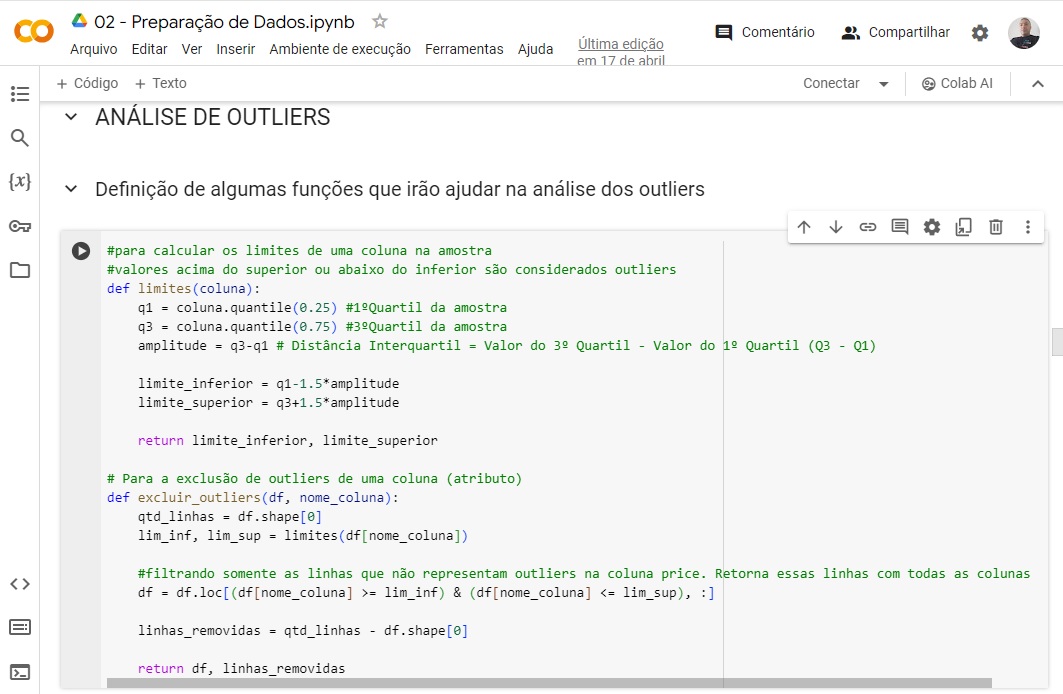 02 - Preparação de Dados.ipynb
Arquivo Editar Ver Inserir Ambiente de execução Ferramentas Ajuda Última edição em 17 de abril
Comentário Compartilhar
+ Código + Texto
Conectar Colab AI
ANÁLISE DE OUTLIERS
Definição de algumas funções que irão ajudar na análise dos outliers
#para calcular os limites de uma coluna na amostra
#valores acima do superior ou abaixo do inferior são considerados outliers
def limites(coluna):
    q1 = coluna.quantile(0.25) #1ºQuartil da amostra
    q3 = coluna.quantile(0.75) #3ºQuartil da amostra
    amplitude = q3-q1 # Distância Interquartil = Valor do 3º Quartil - Valor do 1º Quartil (Q3 - Q1)
    limite_inferior = q1-1.5*amplitude
    limite_superior = q3+1.5*amplitude
    return limite_inferior, limite_superior
# Para a exclusão de outliers de uma coluna (atributo)
def excluir_outliers(df, nome_coluna):
    qtd_linhas = df.shape[0]
    lim_inf, lim_sup = limites(df[nome_coluna])
    #filtrando somente as linhas que não representam outliers na coluna price. Retorna essas linhas com todas as colunas
    df = df.loc[(df[nome_coluna] >= lim_inf) & (df[nome_coluna] <= lim_sup), :]
    linhas_removidas = qtd_linhas - df.shape[0]
    return df, linhas_removidas